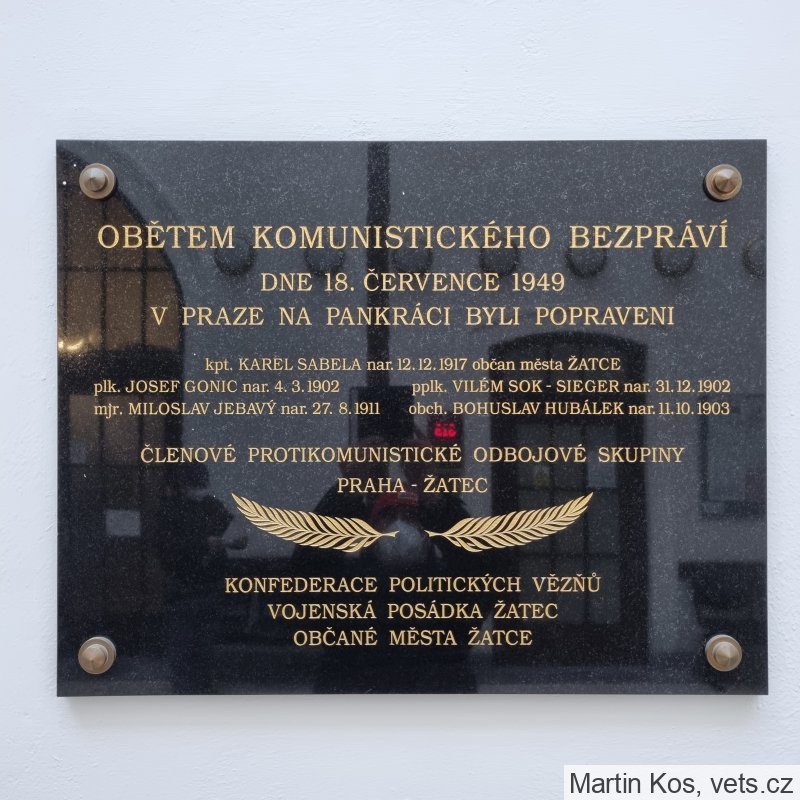 OBĚTEM KOMUNISTICKÉHO BEZPRÁVÍ
DNE 18. ČERVENCE 1949
V PRAZE NA PANKRÁCI BYLI POPRAVENI
kpt. KAREL SABELA nar. 12. 12. 1917 občan města ŽATCE
plk. JOSEF GONIC nar. 4. 3. 1902 pplk. VILÉM SOK - SIEGER nar. 31. 12. 1902
mjr. MILOSLAV JEBAVÝ nar. 27. 8. 1911 obch. BOHUSLAV HUBÁLEK nar. 11. 10. 1903
ČLENOVÉ PROTIKOMUNISTICKÉ ODBOJOVÉ SKUPINY
PRAHA - ŽATEC
KONFEDERACE POLITICKÝCH VĚZŇŮ
VOJENSKÁ POSÁDKA ŽATEC
OBČANÉ MĚSTA ŽATCE
Martin Kos, vets.cz